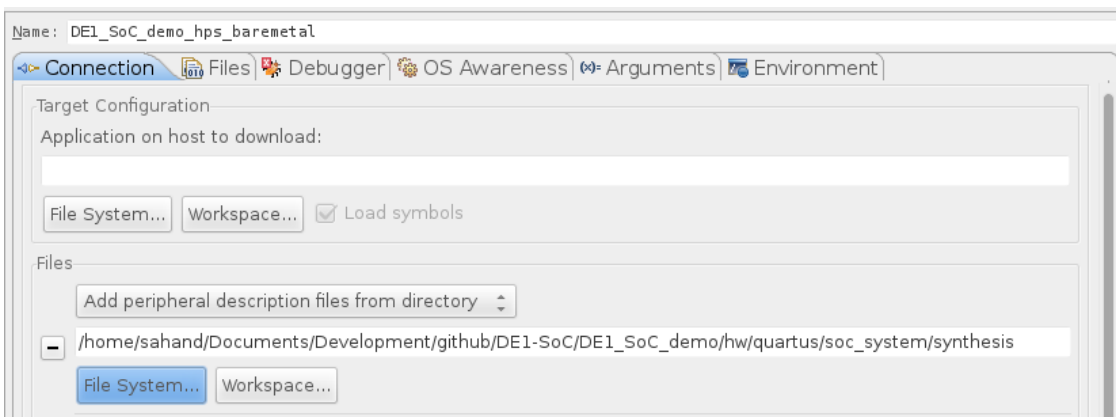 Name: DE1_SoC_demo_hps_baremetal
Connection Files Debugger OS Awareness (x)= Arguments Environment
Target Configuration
Application on host to download:
File System... Workspace... Load symbols
Files
Add peripheral description files from directory
/home/sahand/Documents/Development/github/DE1-SoC/DE1_SoC_demo/hw/quartus/soc_system/synthesis
File System... Workspace...